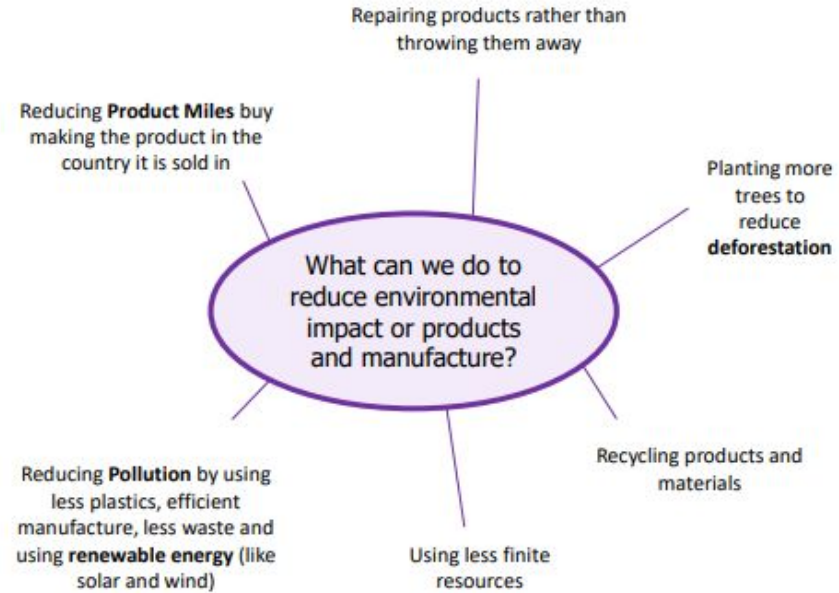 Repairing products rather than
throwing them away
Reducing Product Miles buy
making the product in the
country it is sold in
Planting more
trees to
reduce
deforestation
What can we do to
reduce environmental
impact or products
and manufacture?
Recycling products and
materials
Reducing Pollution by using
less plastics, efficient
manufacture, less waste and
using renewable energy (like
solar and wind)
Using less finite
resources